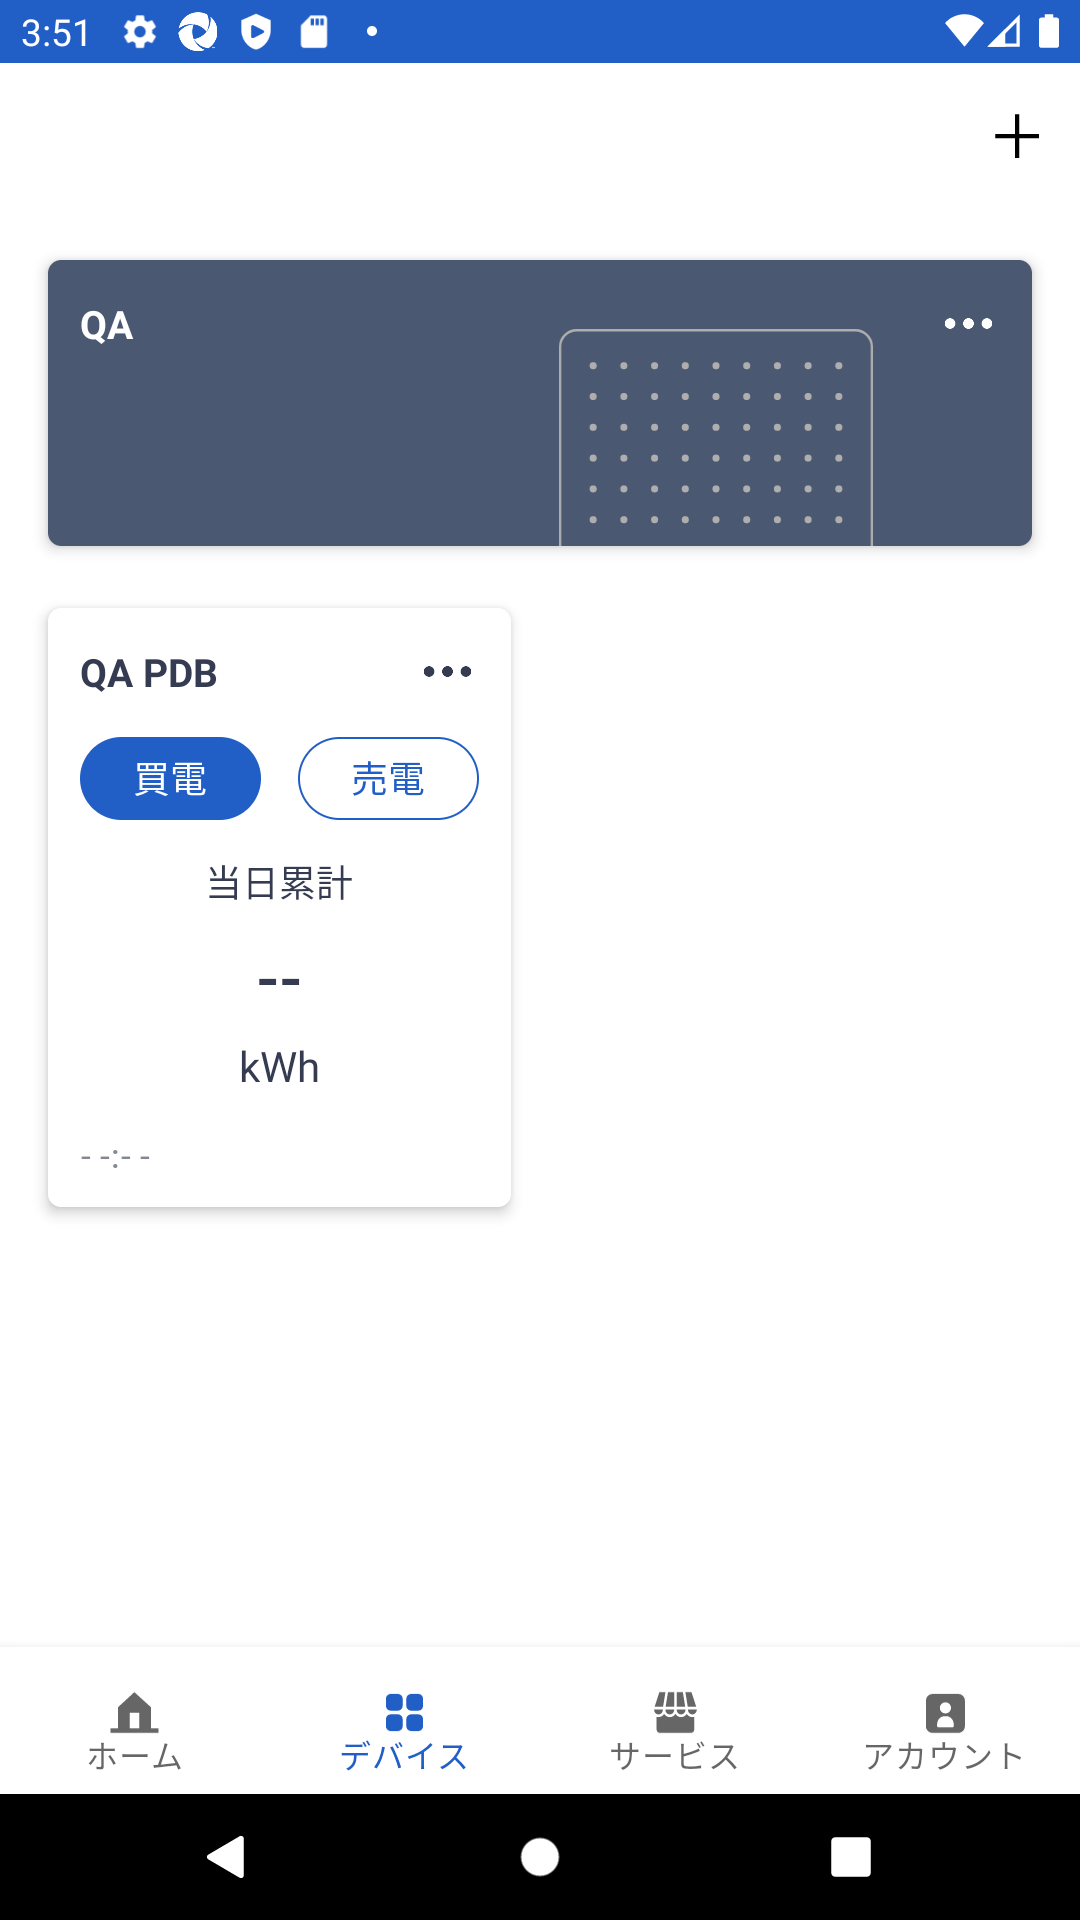 3:51
QA
QA PDB
買電
売電
当日累計
--
kWh
- -:- -
ホーム
デバイス
サービス
アカウント